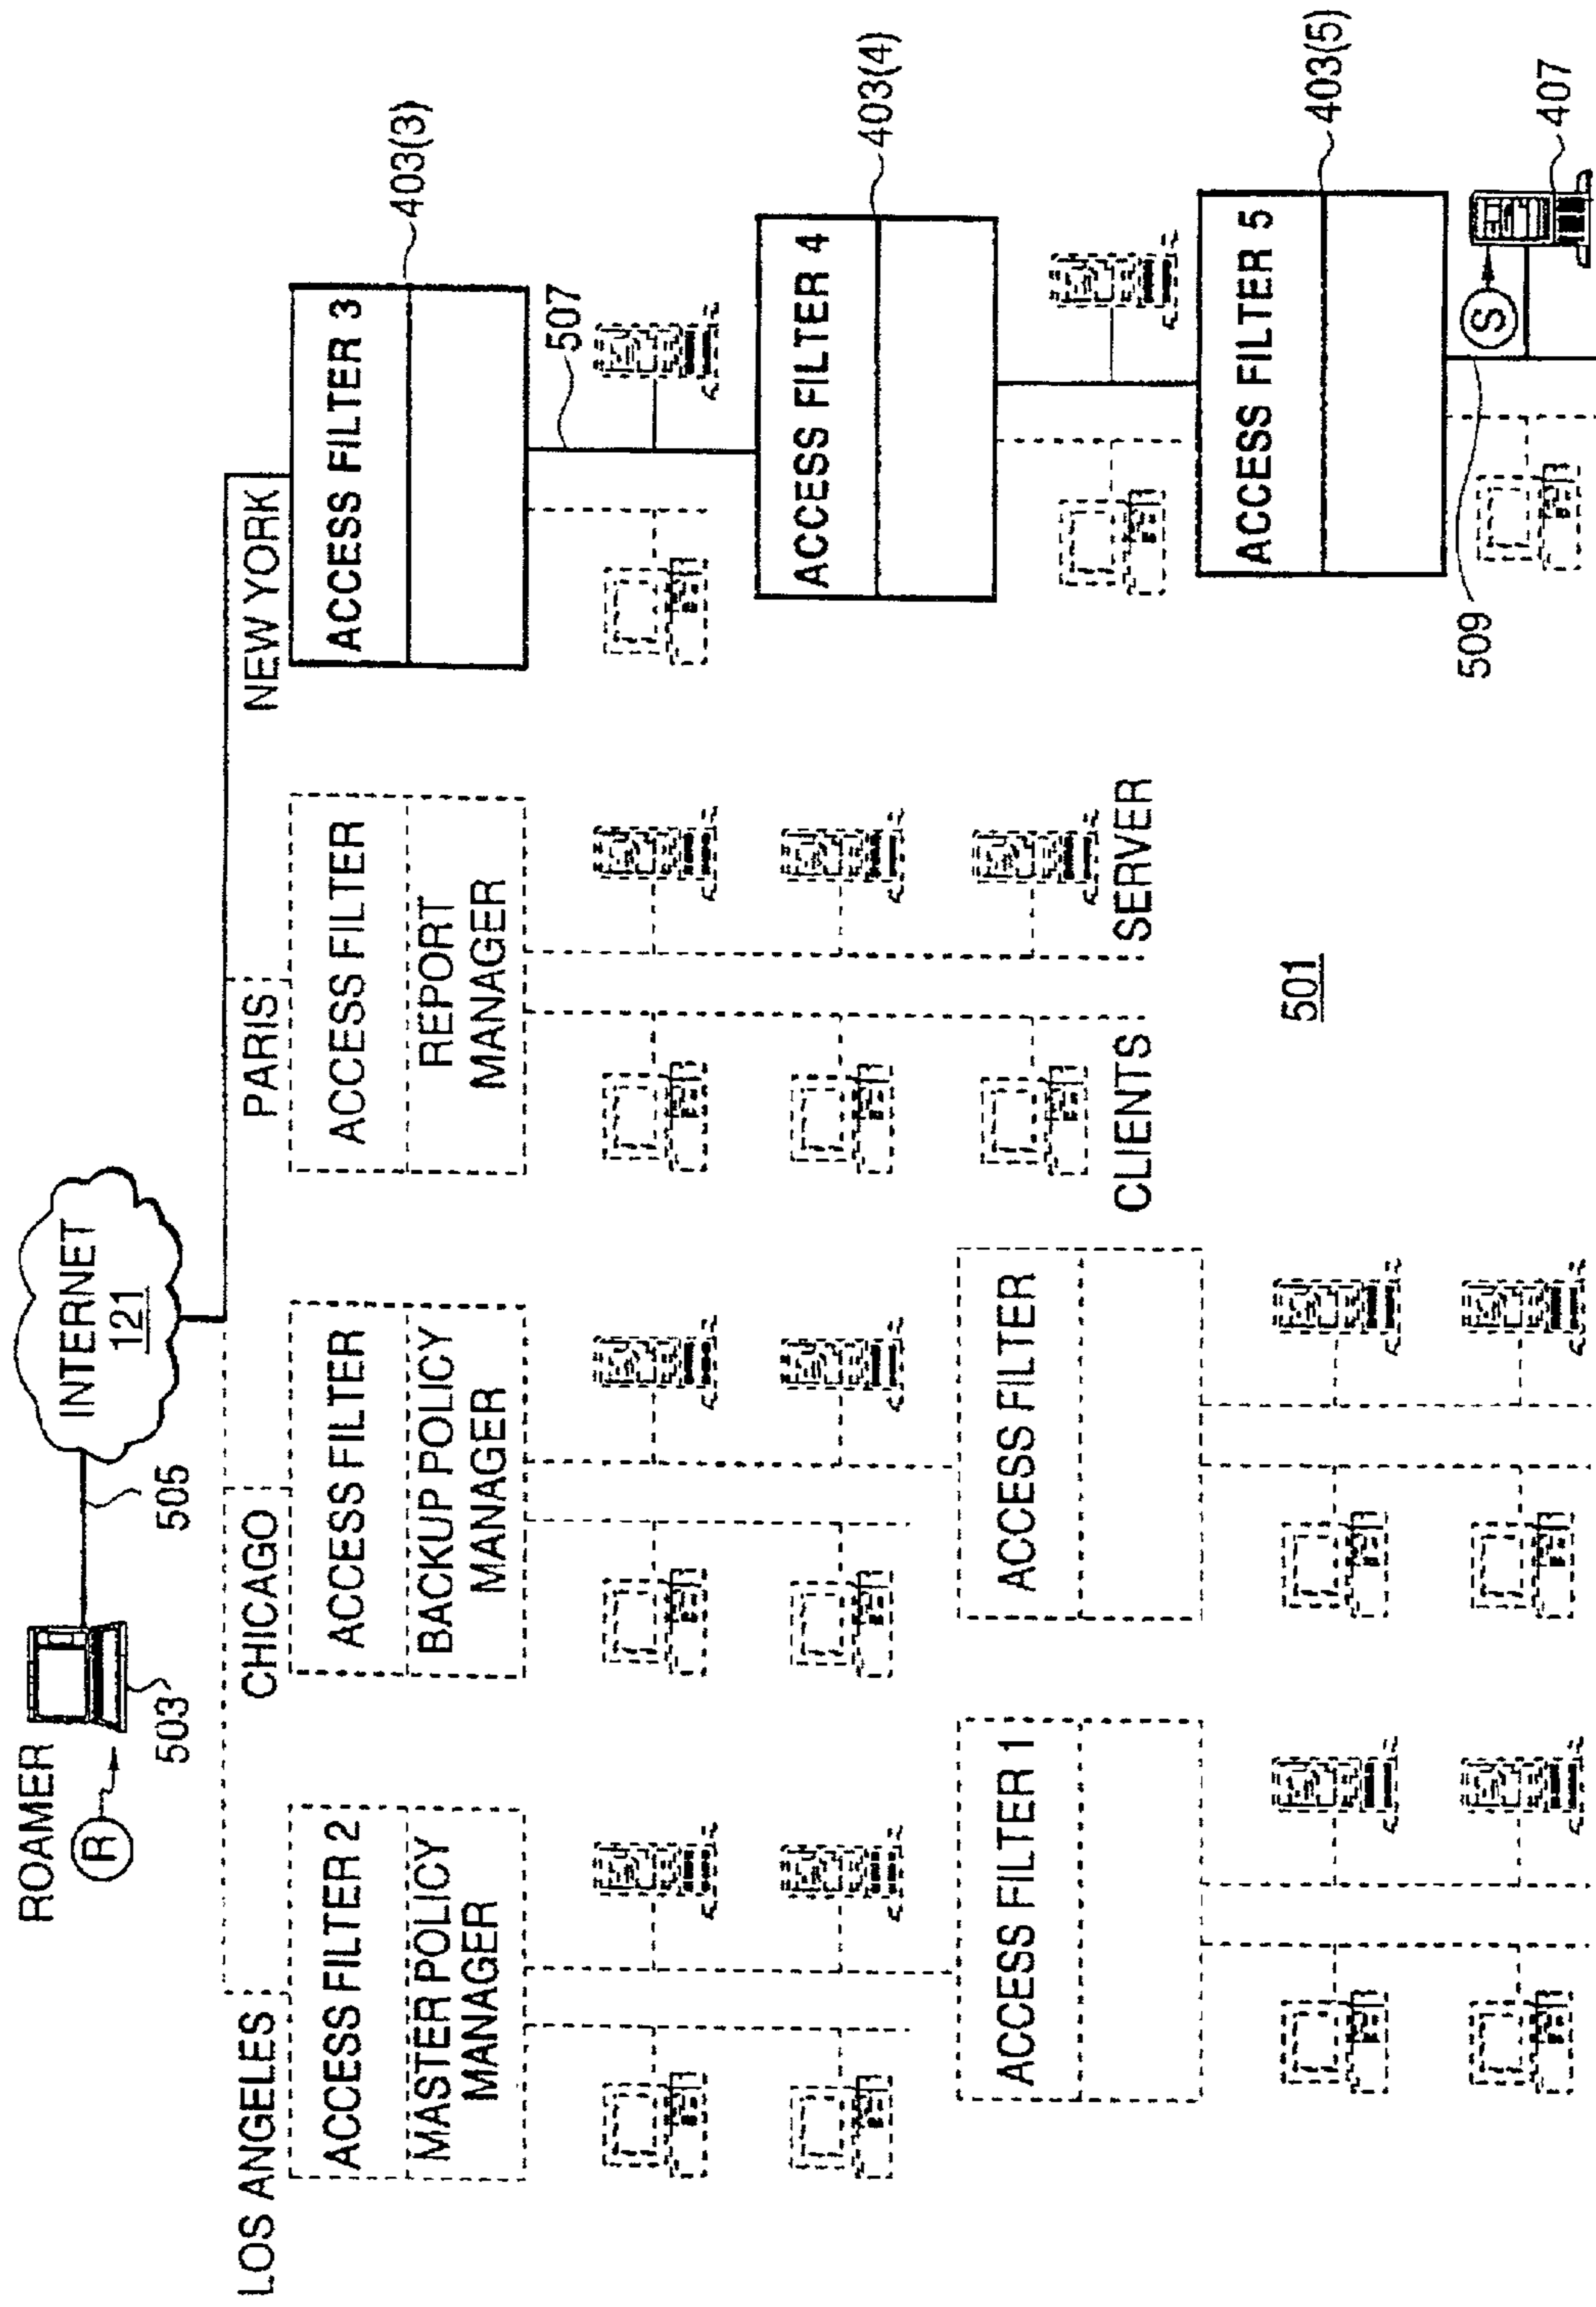 ROAMER
R
503
505
INTERNET
121
LOS ANGELES
CHICAGO
PARIS
NEW YORK
ACCESS FILTER 2
MASTER POLICY
MANAGER
ACCESS FILTER
BACKUP POLICY
MANAGER
ACCESS FILTER
REPORT
MANAGER
ACCESS FILTER 3
403(3)
507
ACCESS FILTER 4
403(4)
ACCESS FILTER 1
ACCESS FILTER
CLIENTS
SERVER
ACCESS FILTER 5
403(5)
501
509
S
407